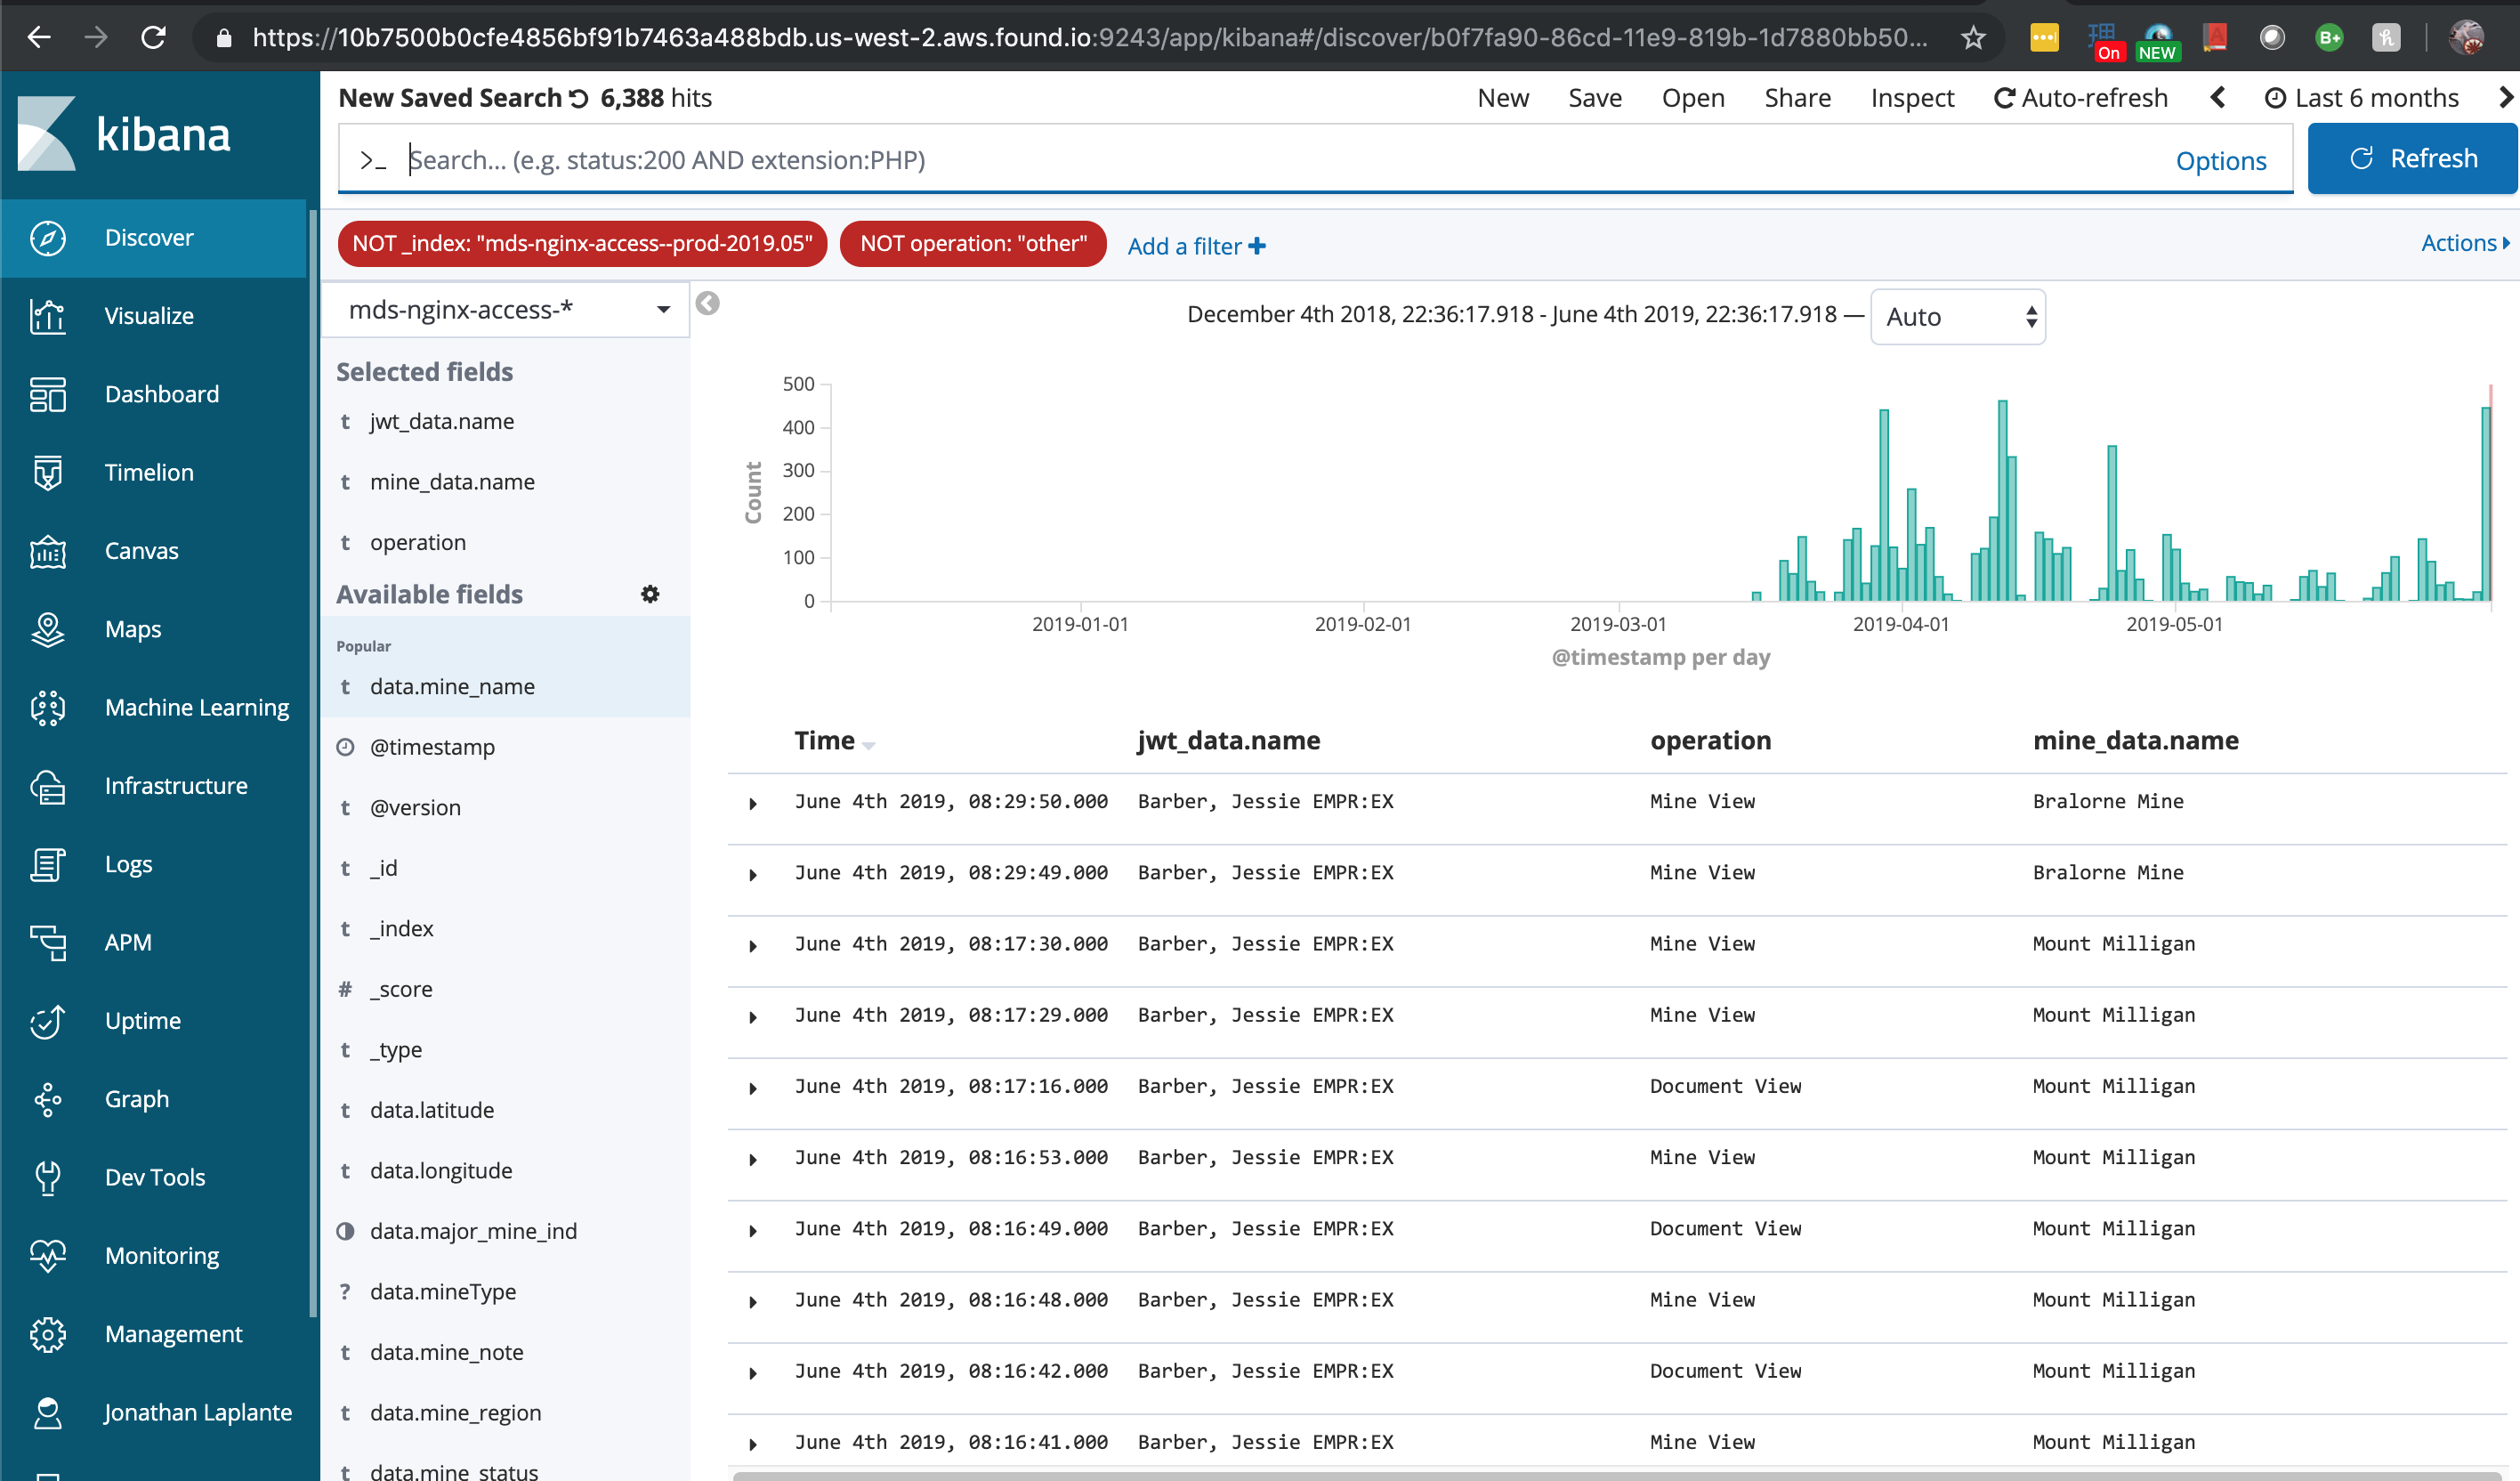 https://10b7500b0cfe4856bf91b7463a488bdb.us-west-2.aws.found.io:9243/app/kibana#/discover/b0f7fa90-86cd-11e9-819b-1d7880bb50...
On
NEW
B+
kibana
Discover
Visualize
Dashboard
Timelion
Canvas
Maps
Machine Learning
Infrastructure
Logs
APM
Uptime
Graph
Dev Tools
Monitoring
Management
Jonathan Laplante
New Saved Search 6,388 hits
New Save Open Share Inspect Auto-refresh Last 6 months
>_ Search... (e.g. status:200 AND extension:PHP) Options Refresh
NOT _index: "mds-nginx-access--prod-2019.05" NOT operation: "other" Add a filter + Actions
mds-nginx-access-*
Selected fields
t jwt_data.name
t mine_data.name
t operation
Available fields
Popular
t data.mine_name
@timestamp
t @version
t _id
t _index
# _score
t _type
t data.latitude
t data.longitude
data.major_mine_ind
? data.mineType
t data.mine_note
t data.mine_region
t data.mine_status
December 4th 2018, 22:36:17.918 - June 4th 2019, 22:36:17.918 — Auto
Count
500
400
300
200
100
0
2019-01-01 2019-02-01 2019-03-01 2019-04-01 2019-05-01
@timestamp per day
Time jwt_data.name operation mine_data.name
June 4th 2019, 08:29:50.000 Barber, Jessie EMPR:EX Mine View Bralorne Mine
June 4th 2019, 08:29:49.000 Barber, Jessie EMPR:EX Mine View Bralorne Mine
June 4th 2019, 08:17:30.000 Barber, Jessie EMPR:EX Mine View Mount Milligan
June 4th 2019, 08:17:29.000 Barber, Jessie EMPR:EX Mine View Mount Milligan
June 4th 2019, 08:17:16.000 Barber, Jessie EMPR:EX Document View Mount Milligan
June 4th 2019, 08:16:53.000 Barber, Jessie EMPR:EX Mine View Mount Milligan
June 4th 2019, 08:16:49.000 Barber, Jessie EMPR:EX Document View Mount Milligan
June 4th 2019, 08:16:48.000 Barber, Jessie EMPR:EX Mine View Mount Milligan
June 4th 2019, 08:16:42.000 Barber, Jessie EMPR:EX Document View Mount Milligan
June 4th 2019, 08:16:41.000 Barber, Jessie EMPR:EX Mine View Mount Milligan